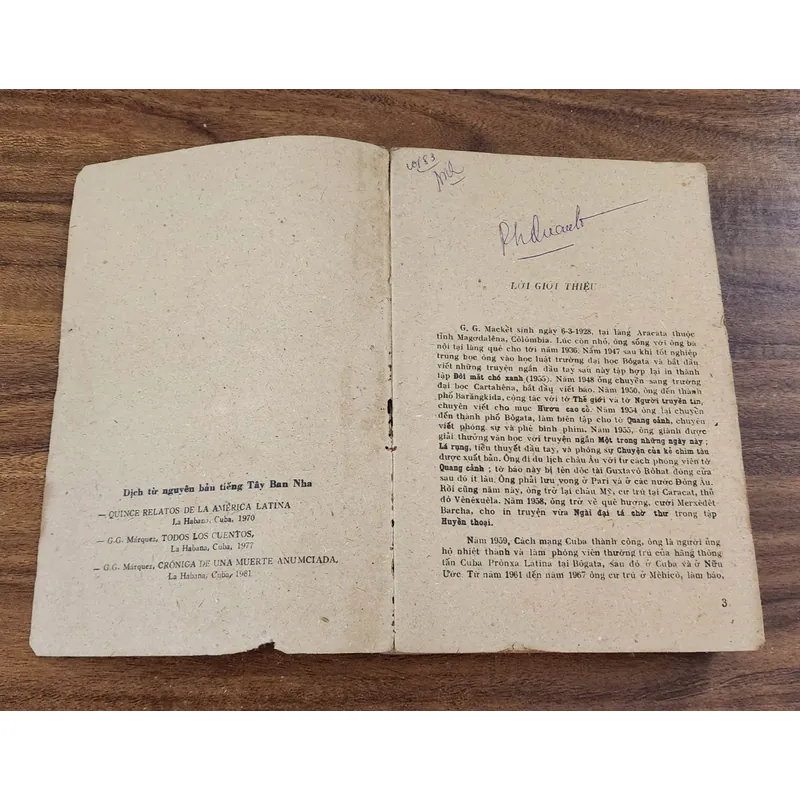 Dịch từ nguyên bản tiếng Tây Ban Nha
— QUINCE RELATOS DE LA AMÉRICA LATINA
La Habana, Cuba, 1970
— G.G. Márquez, TODOS LOS CUENTOS,
La Habana, Cuba, 1977
— G.G. Márquez, CRÓNICA DE UNA MUERTE ANUMCIADA,
La Habana, Cuba, 1981
LỜI GIỚI THIỆU
G. G. Mackét sinh ngày 6-3-1928, tại làng Aracata thuộc
tỉnh Magơđalêna, Côlômbia. Lúc còn nhỏ, ông sống với ông bà
nội tại làng quê cho tới năm 1936. Năm 1947 sau khi tốt nghiệp
trung học ông vào học luật trường đại học Bôgata và bắt đầu
viết những truyện ngắn đầu tay sau này tập hợp lại in thành
tập Đôi mắt chó xanh (1955). Năm 1948 ông chuyển sang trường
đại học Cartahêna, bắt đầu viết báo. Năm 1950, ông đến thành
phố Barăngkida, cộng tác với tờ Thế giới và tờ Người truyền tin,
chuyên viết cho mục Hươu cao cổ. Năm 1954 ông lại chuyển
đến thành phố Bôgata, làm biên tập cho tờ Quang cảnh, chuyên
viết phóng sự và phê bình phim. Năm 1955, ông giành được
giải thưởng văn học với truyện ngắn Một trong những ngày này ;
Lá rụng, tiểu thuyết đầu tay, và phóng sự Chuyện của kẻ chìm tàu
được xuất bản. Ông đi du lịch châu Âu với tư cách phóng viên tờ
Quang cảnh ; tờ báo này bị tên độc tài Guxtavô Rôhat đóng cửa
sau đó ít lâu. Ông phải lưu vong ở Pari và ở các nước Đông Âu.
Rồi cũng năm này, ông trở lại châu Mỹ, cư trú tại Caracat, thủ
đô Vênêxuêla. Năm 1958, ông trở về quê hương, cưới Merxêđêt
Barcha, cho in truyện vừa Ngài đại tá chờ thư trong tập
Huyền thoại.
Năm 1959, Cách mạng Cuba thành công, ông là người ủng
hộ nhiệt thành và làm phóng viên thường trú của hãng thông
tấn Cuba Prônxa Latina tại Bôgata, sau đó ở Cuba và ở Nữu
Ước. Từ năm 1961 đến năm 1967 ông cư trú ở Mêhicô, làm báo,
3